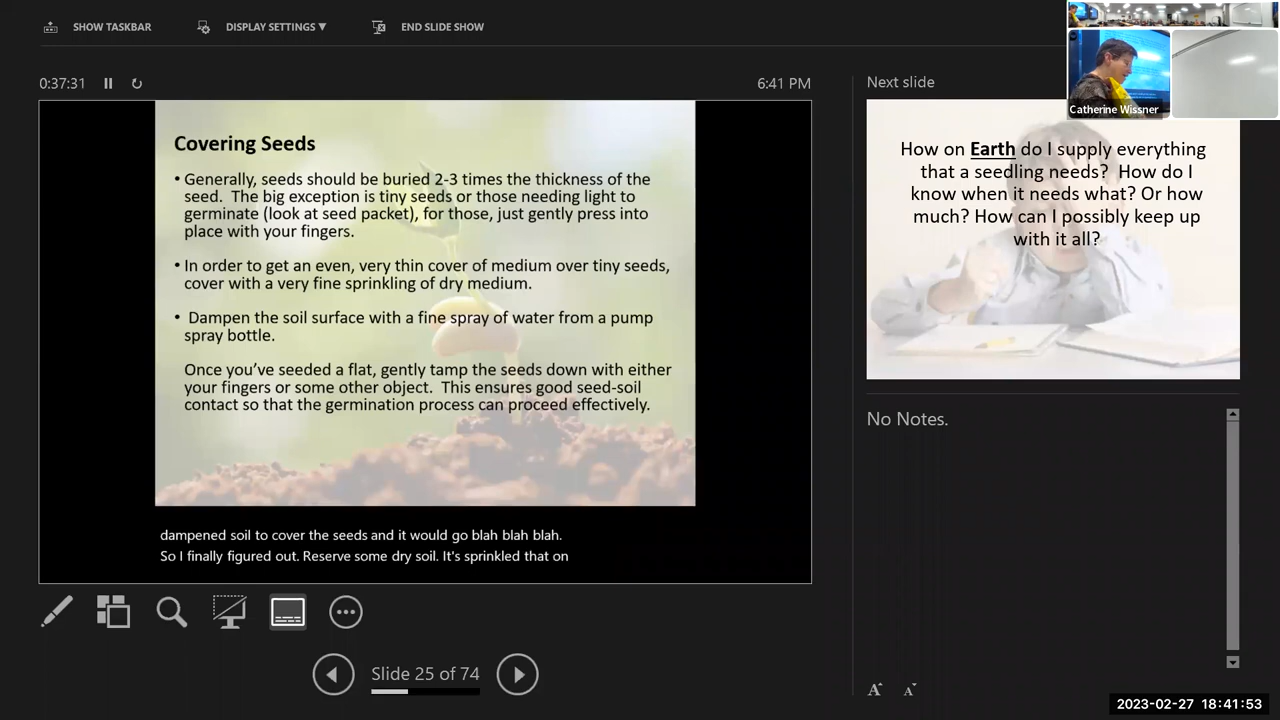 SHOW TASKBAR
DISPLAY SETTINGS ▼
END SLIDE SHOW
0:37:31
6:41 PM
Next slide
Catherine Wissner
Covering Seeds
• Generally, seeds should be buried 2-3 times the thickness of the
seed. The big exception is tiny seeds or those needing light to
germinate (look at seed packet), for those, just gently press into
place with your fingers.
• In order to get an even, very thin cover of medium over tiny seeds,
cover with a very fine sprinkling of dry medium.
• Dampen the soil surface with a fine spray of water from a pump
spray bottle.
Once you've seeded a flat, gently tamp the seeds down with either
your fingers or some other object. This ensures good seed-soil
contact so that the germination process can proceed effectively.
dampened soil to cover the seeds and it would go blah blah blah.
So I finally figured out. Reserve some dry soil. It's sprinkled that on
How on Earth do I supply everything
that a seedling needs? How do I
know when it needs what? Or how
much? How can I possibly keep up
with it all?
No Notes.
Slide 25 of 74
A A
2023-02-27 18:41:53